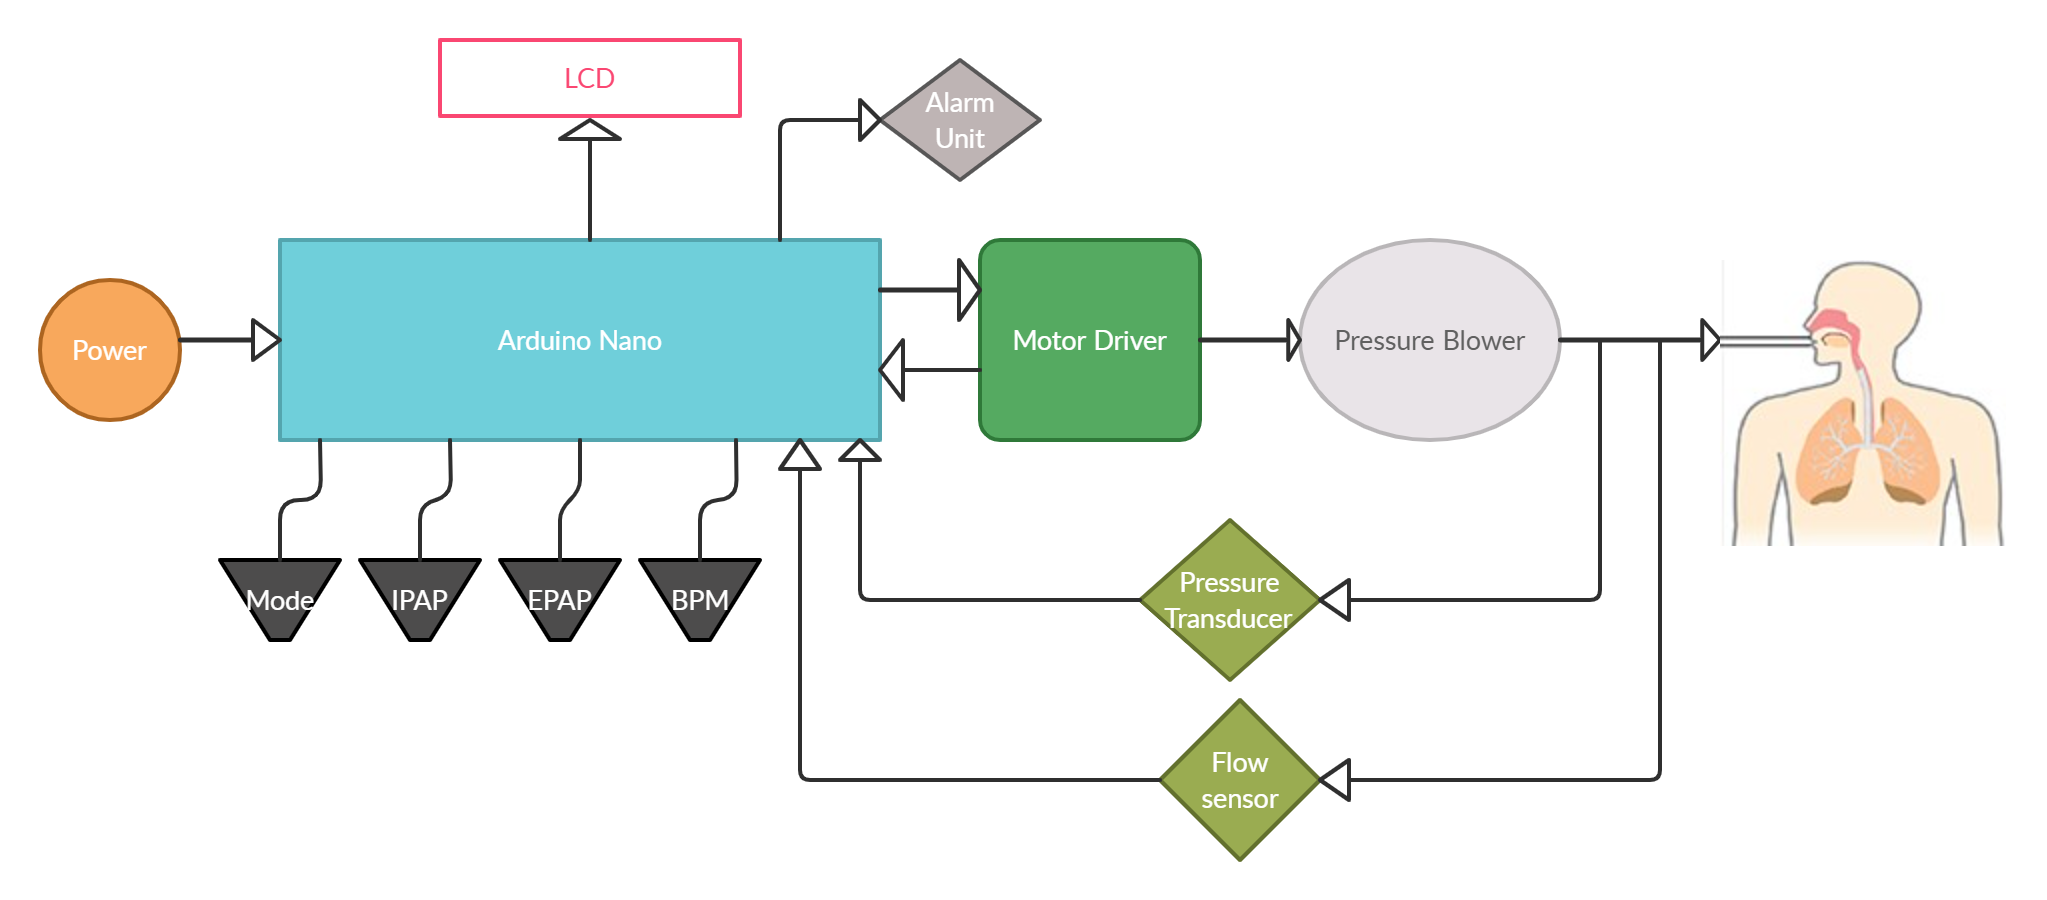 LCD
Alarm
Unit
Power
Arduino Nano
Motor Driver
Pressure Blower
Mode
IPAP
EPAP
BPM
Pressure
Transducer
Flow
sensor